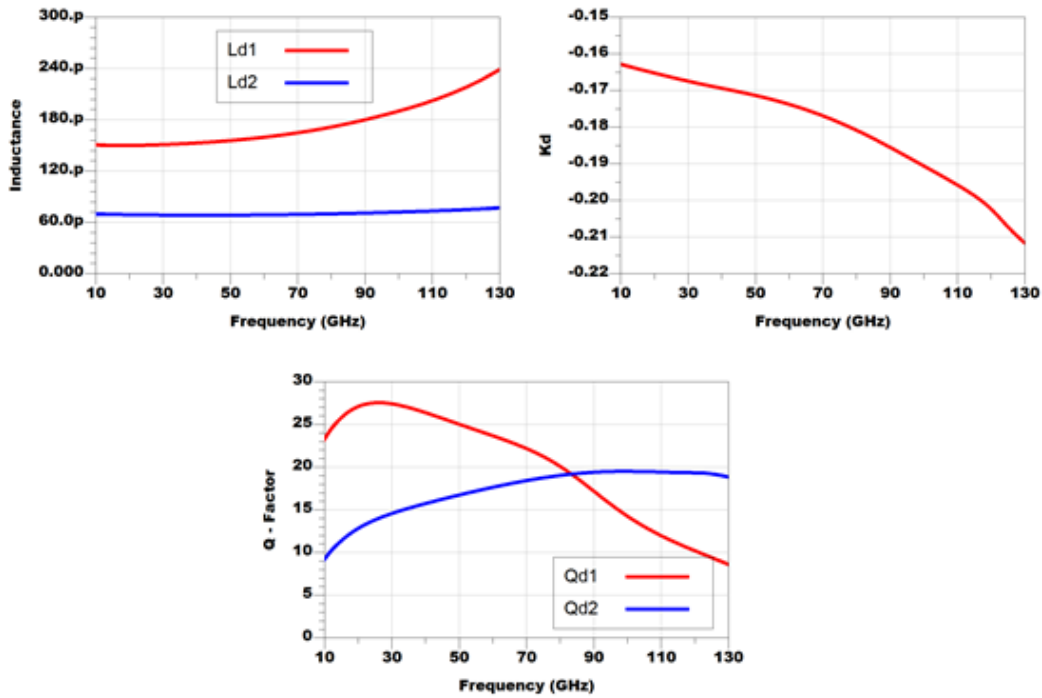 300.p
240.p
180.p
120.p
60.0p
0.000
Inductance
Ld1
Ld2
10 30 50 70 90 110 130
Frequency (GHz)
-0.15
-0.16
-0.17
-0.18
-0.19
-0.20
-0.21
-0.22
Kd
10 30 50 70 90 110 130
Frequency (GHz)
30
25
20
15
10
5
0
Q - Factor
Qd1
Qd2
10 30 50 70 90 110 130
Frequency (GHz)